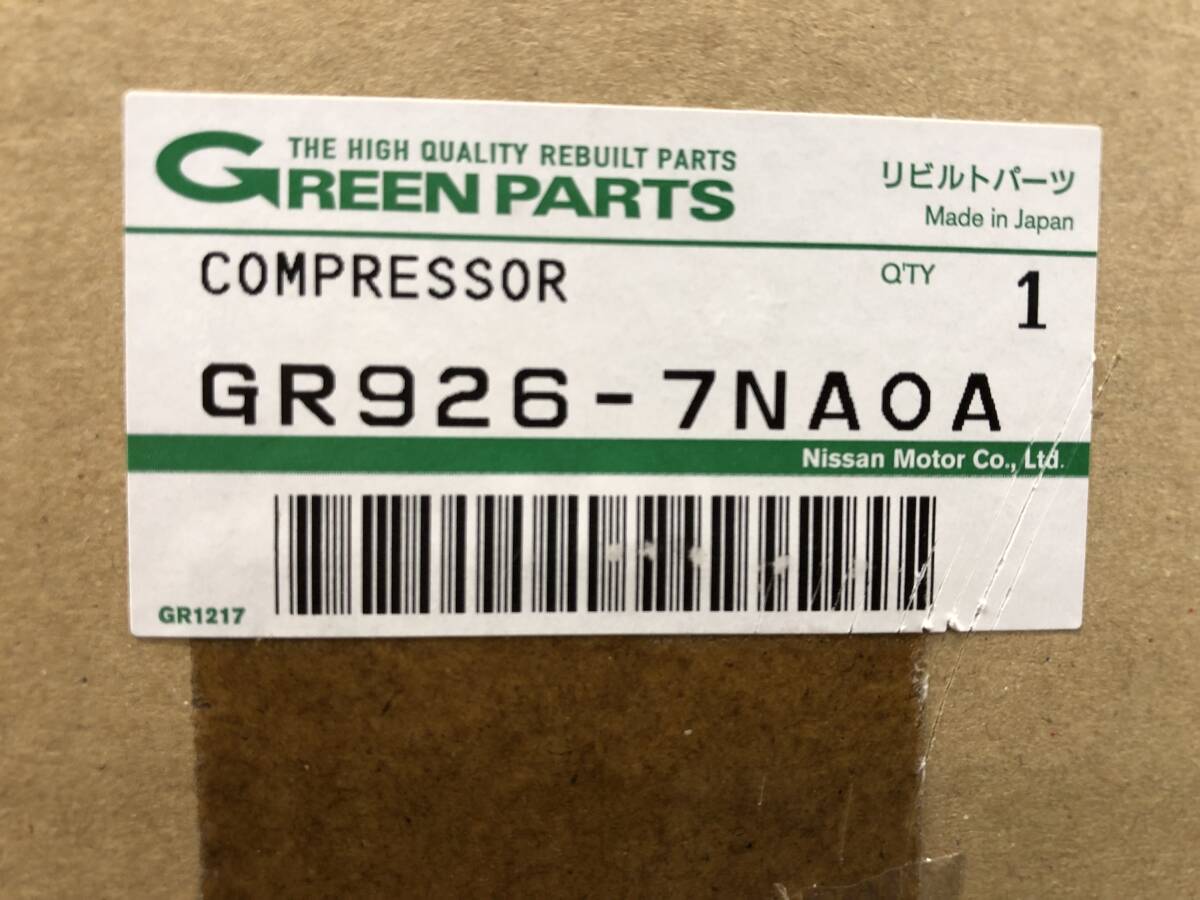 THE HIGH QUALITY REBUILT PARTS
GREEN PARTS
リビルトパーツ
Made in Japan
COMPRESSOR
Q'TY 1
GR926-7NA0A
Nissan Motor Co., Ltd.
GR1217